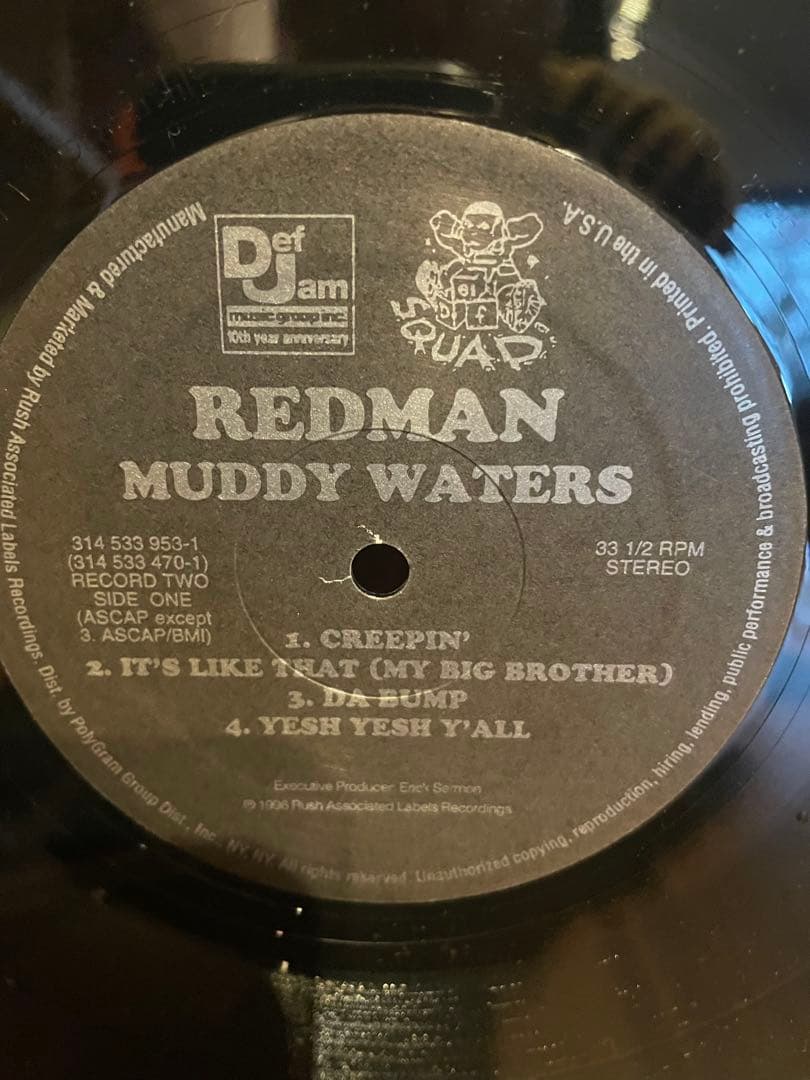 Def
Jam
music group inc.
10th year anniversary
SQUAD
REDMAN
MUDDY WATERS
314 533 953-1
(314 533 470-1)
RECORD TWO
SIDE ONE
(ASCAP except
3. ASCAP/BMI)
33 1/2 RPM
STEREO
1. CREEPIN'
2. IT'S LIKE THAT (MY BIG BROTHER)
3. DA BUMP
4. YESH YESH Y'ALL
Executive Producer Erick Sermon
℗ 1996 Rush Associated Labels Recordings
Manufactured & Marketed by Rush Associated Labels Recordings. Dist. by PolyGram Group Dist., Inc. NY, NY. All rights reserved. Unauthorized copying, reproduction, hiring, lending, public performance & broadcasting prohibited. Printed in the U.S.A.